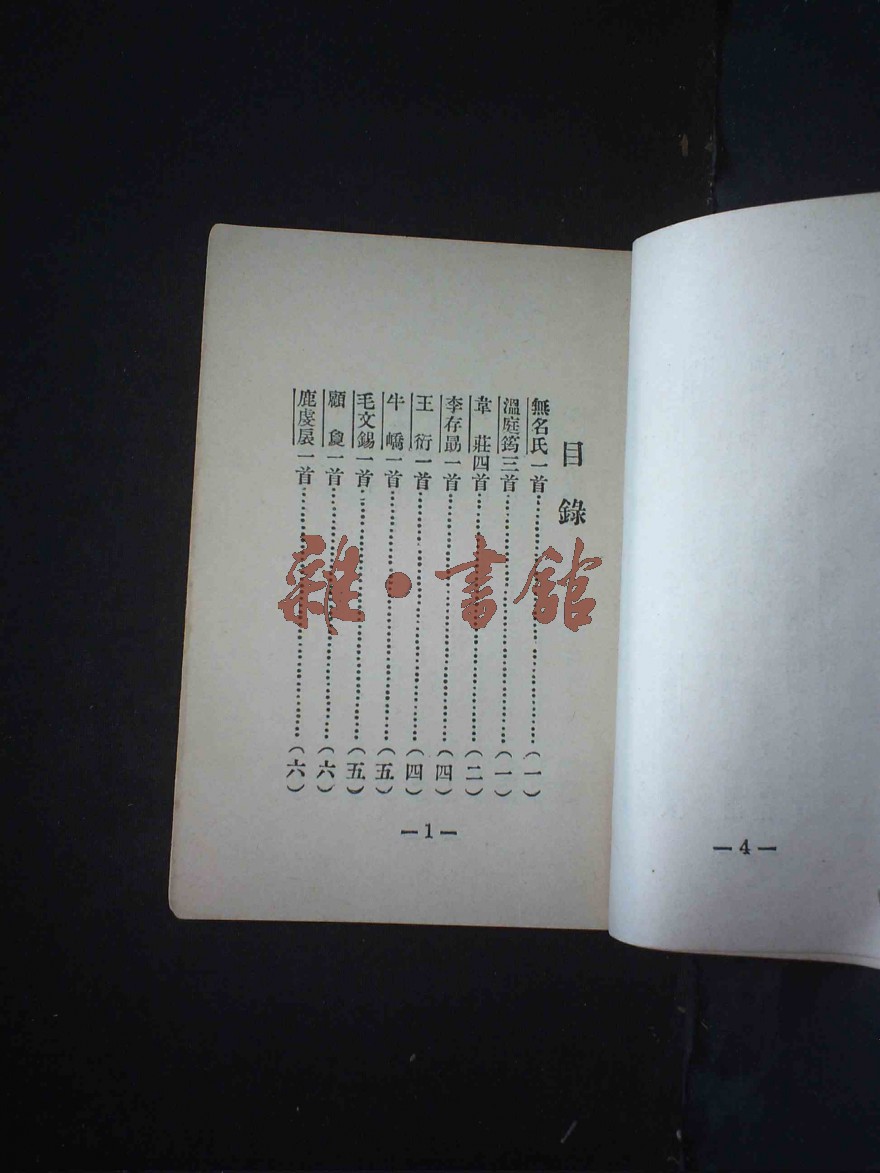 目錄
無名氏一首⋯⋯⋯⋯⋯⋯(一)
溫庭筠三首⋯⋯⋯⋯⋯⋯(一)
韋 莊四首⋯⋯⋯⋯⋯⋯(二)
李存勗一首⋯⋯⋯⋯⋯⋯(四)
王 衍一首⋯⋯⋯⋯⋯⋯(四)
牛 嶠一首⋯⋯⋯⋯⋯⋯(五)
毛文錫一首⋯⋯⋯⋯⋯⋯(五)
顧 敻一首⋯⋯⋯⋯⋯⋯(六)
鹿虔扆一首⋯⋯⋯⋯⋯⋯(六)
—1—
—4—
雜·書館